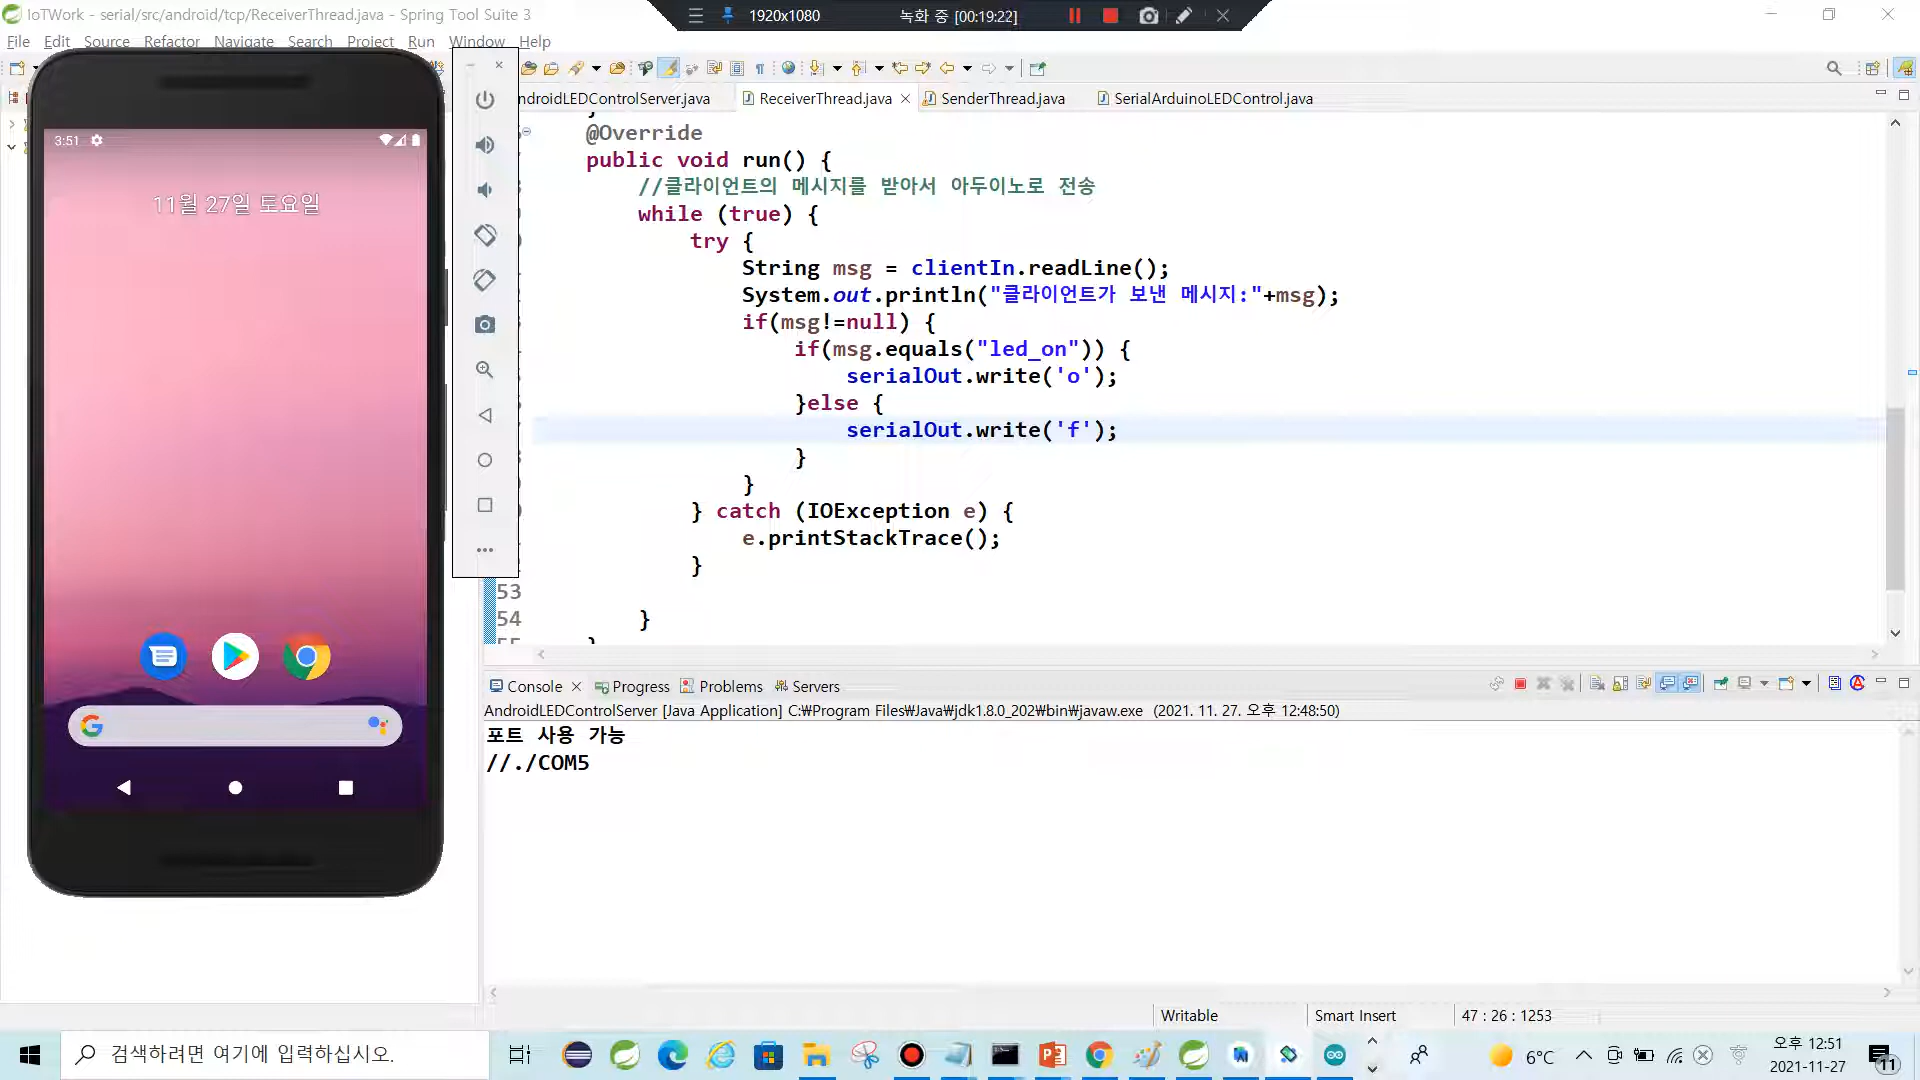 IoTWork - serial/src/android/tcp/ReceiverThread.java - Spring Tool Suite 3
1920x1080
녹화 중 [00:19:22]
File Edit Source Refactor Navigate Search Project Run Window Help
ndroidLEDControlServer.java
ReceiverThread.java
SenderThread.java
SerialArduinoLEDControl.java
3:51
11월 27일 토요일
@Override
public void run() {
//클라이언트의 메시지를 받아서 아두이노로 전송
while (true) {
try {
String msg = clientIn.readLine();
System.out.println("클라이언트가 보낸 메시지:"+msg);
if(msg!=null) {
if(msg.equals("led_on")) {
serialOut.write('o');
}else {
serialOut.write('f');
}
}
} catch (IOException e) {
e.printStackTrace();
}
53
54 }
Console Progress Problems Servers
AndroidLEDControlServer [Java Application] C:₩Program Files₩Java₩jdk1.8.0_202₩bin₩javaw.exe (2021. 11. 27. 오후 12:48:50)
포트 사용 가능
//./COM5
Writable
Smart Insert
47 : 26 : 1253
검색하려면 여기에 입력하십시오.
6°C
오후 12:51
2021-11-27
11